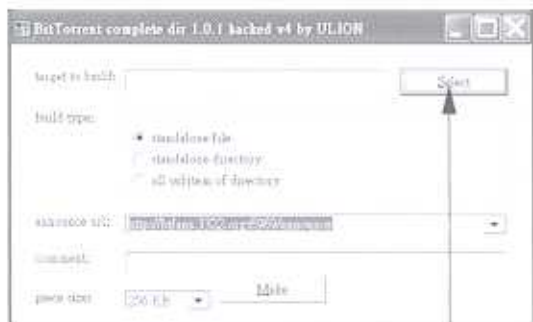 BitTorrent complete dir 1.0.1 hacked v4 by ULION
target to build:
Select
build type:
standalone file
standalone directory
all subitem of directory
announce url:
comment:
piece size:
256 KB
Make